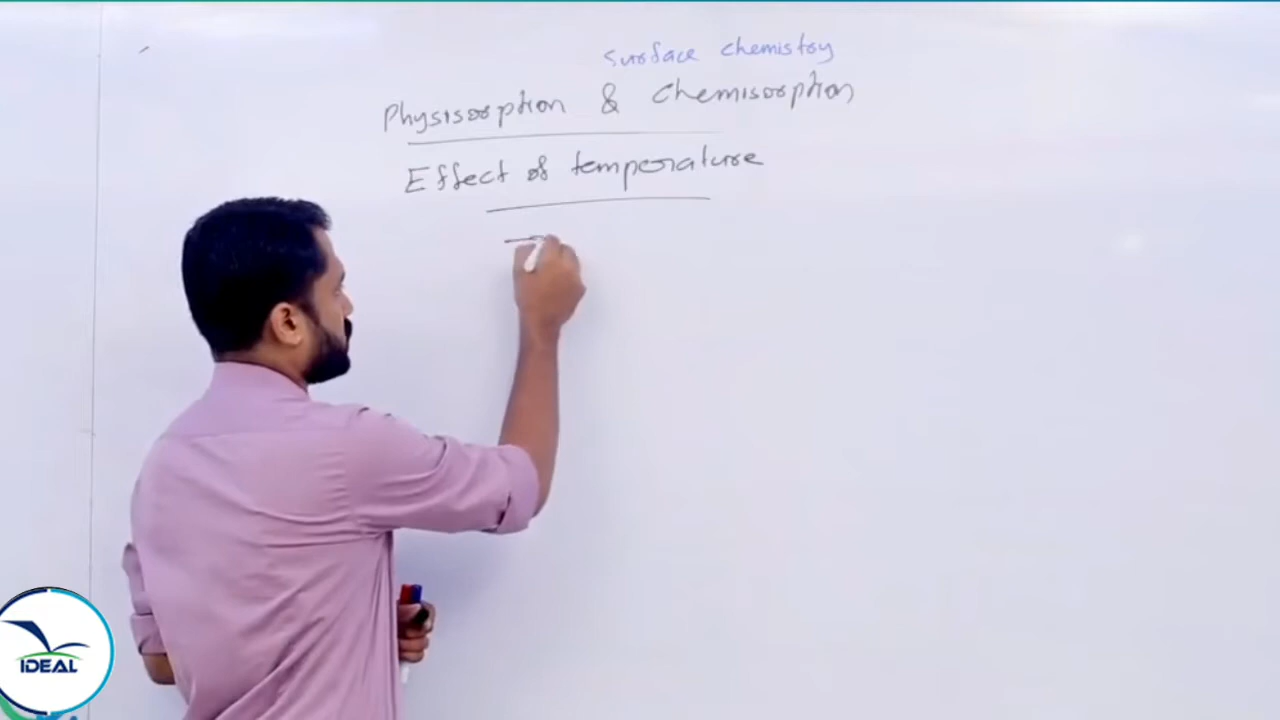 surface chemistry
Physisorption & chemisorption
Effect of temperature
IDEAL